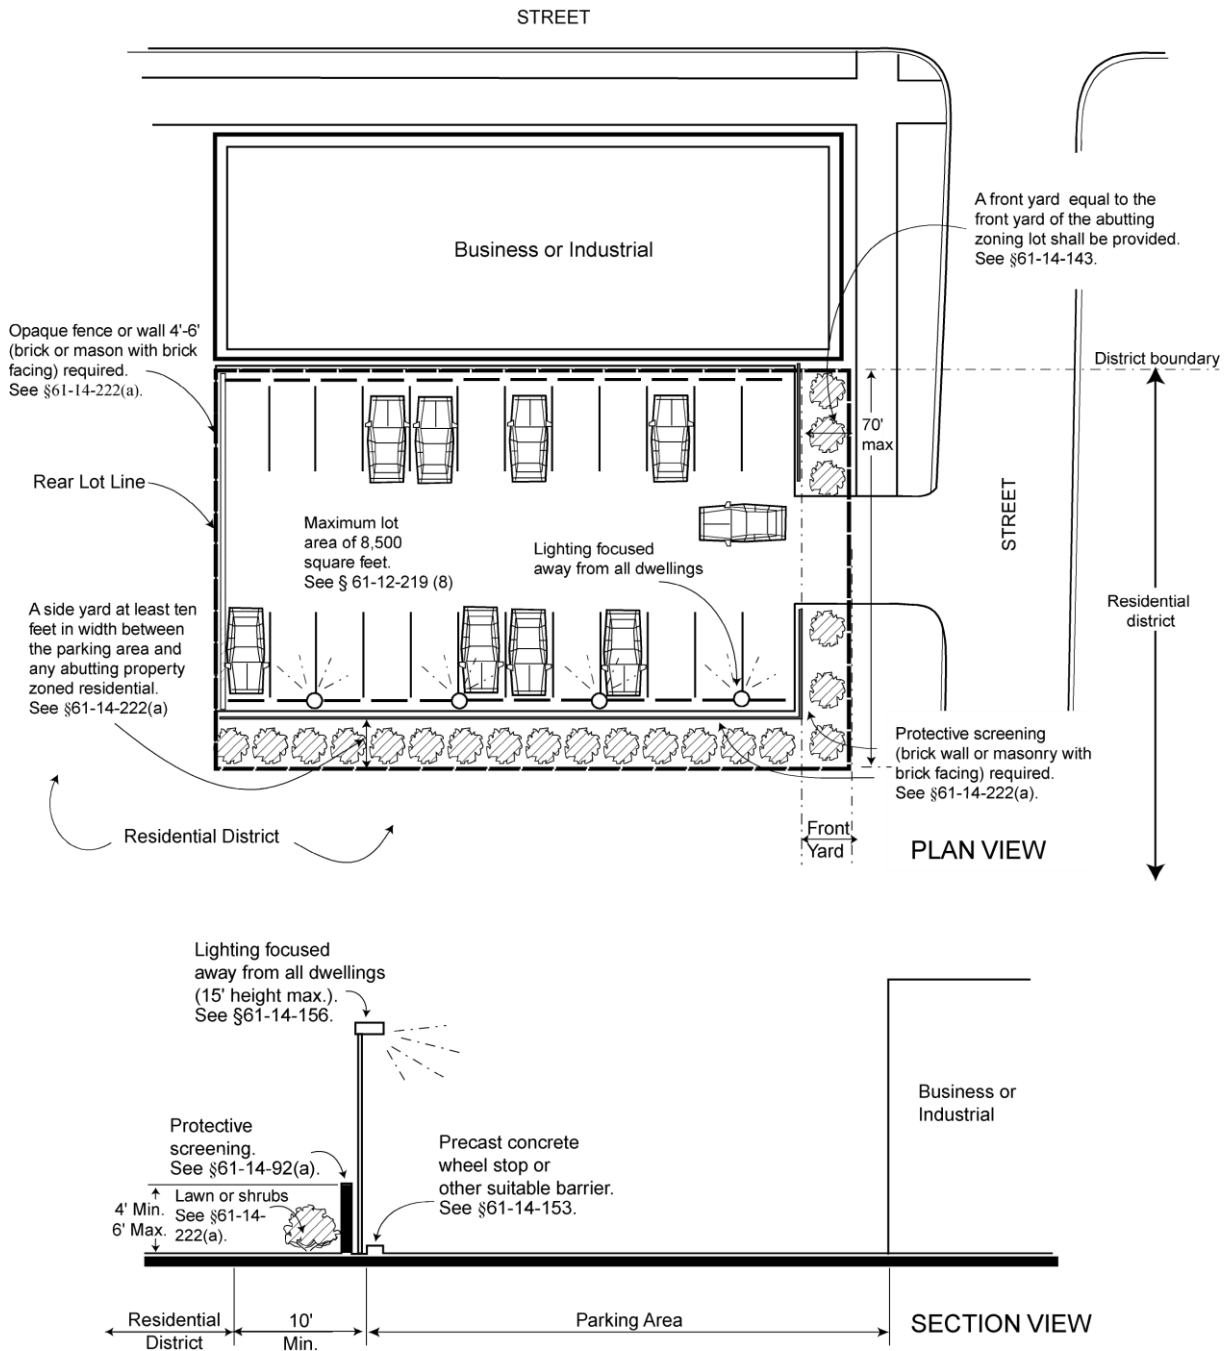 STREET
Business or Industrial
A front yard equal to the
front yard of the abutting
zoning lot shall be provided.
See §61-14-143.
Opaque fence or wall 4'-6'
(brick or mason with brick
facing) required.
See §61-14-222(a).
District boundary
70'
max
Rear Lot Line
STREET
Maximum lot
area of 8,500
square feet.
See § 61-12-219 (8)
Lighting focused
away from all dwellings
A side yard at least ten
feet in width between
the parking area and
any abutting property
zoned residential.
See §61-14-222(a)
Residential
district
Protective screening
(brick wall or masonry with
brick facing) required.
See §61-14-222(a).
Residential District
Front
Yard
PLAN VIEW
Lighting focused
away from all dwellings
(15' height max.).
See §61-14-156.
Business or
Industrial
Protective
screening.
See §61-14-92(a).
Precast concrete
wheel stop or
other suitable barrier.
See §61-14-153.
4' Min.
6' Max.
Lawn or shrubs
See §61-14-
222(a).
Residential
District
10'
Min.
Parking Area
SECTION VIEW